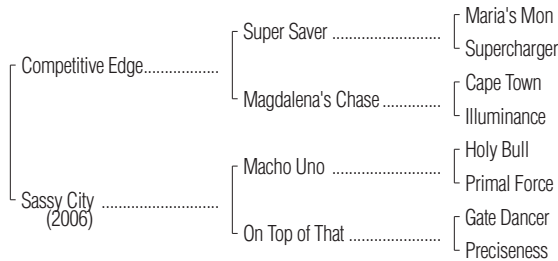 Maria's Mon
Super Saver ....................
Supercharger
Competitive Edge..................
Cape Town
Magdalena's Chase .............
Illuminance
Holy Bull
Macho Uno ....................
Primal Force
Sassy City ............................
(2006)
Gate Dancer
On Top of That ..................
Preciseness